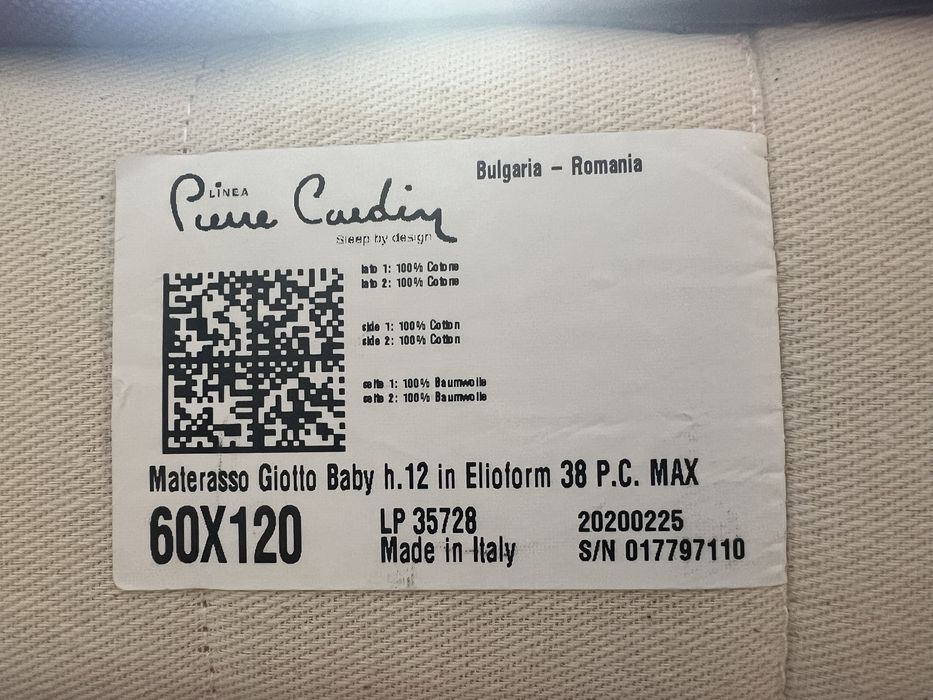 Bulgaria – Romania
LINEA
Pierre Cardin
Sleep by design
lato 1: 100% Cotone
lato 2: 100% Cotone
side 1: 100% Cotton
side 2: 100% Cotton
seite 1: 100% Baumwolle
seite 2: 100% Baumwolle
Materasso Giotto Baby h.12 in Elioform 38 P.C. MAX
60X120
LP 35728
20200225
Made in Italy
S/N 017797110